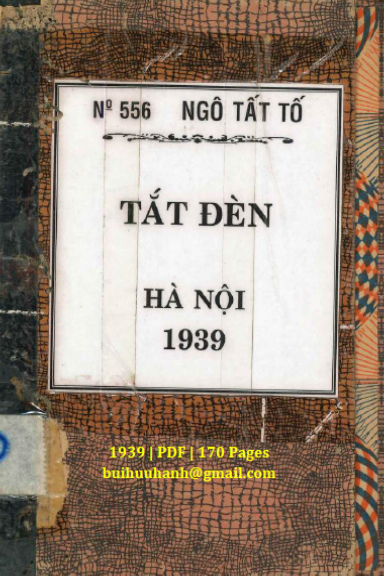 Nº 556 NGÔ TẤT TỐ
TẮT ĐÈN
HÀ NỘI
1939
1939 | PDF | 170 Pages
buihuuhanh@gmail.com